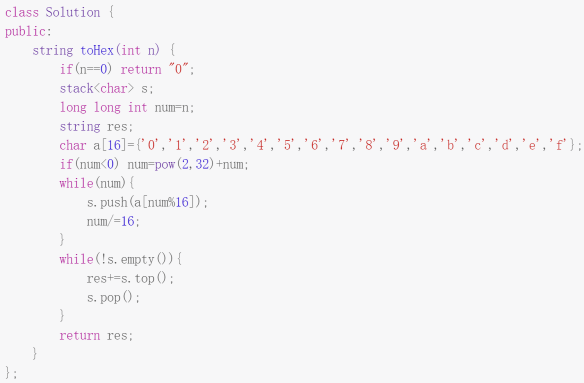 class Solution {
public:
    string toHex(int n) {
        if(n==0) return "0";
        stack<char> s;
        long long int num=n;
        string res;
        char a[16]={'0','1','2','3','4','5','6','7','8','9','a','b','c','d','e','f'};
        if(num<0) num=pow(2,32)+num;
        while(num){
            s.push(a[num%16]);
            num/=16;
        }
        while(!s.empty()){
            res+=s.top();
            s.pop();
        }
        return res;
    }
};